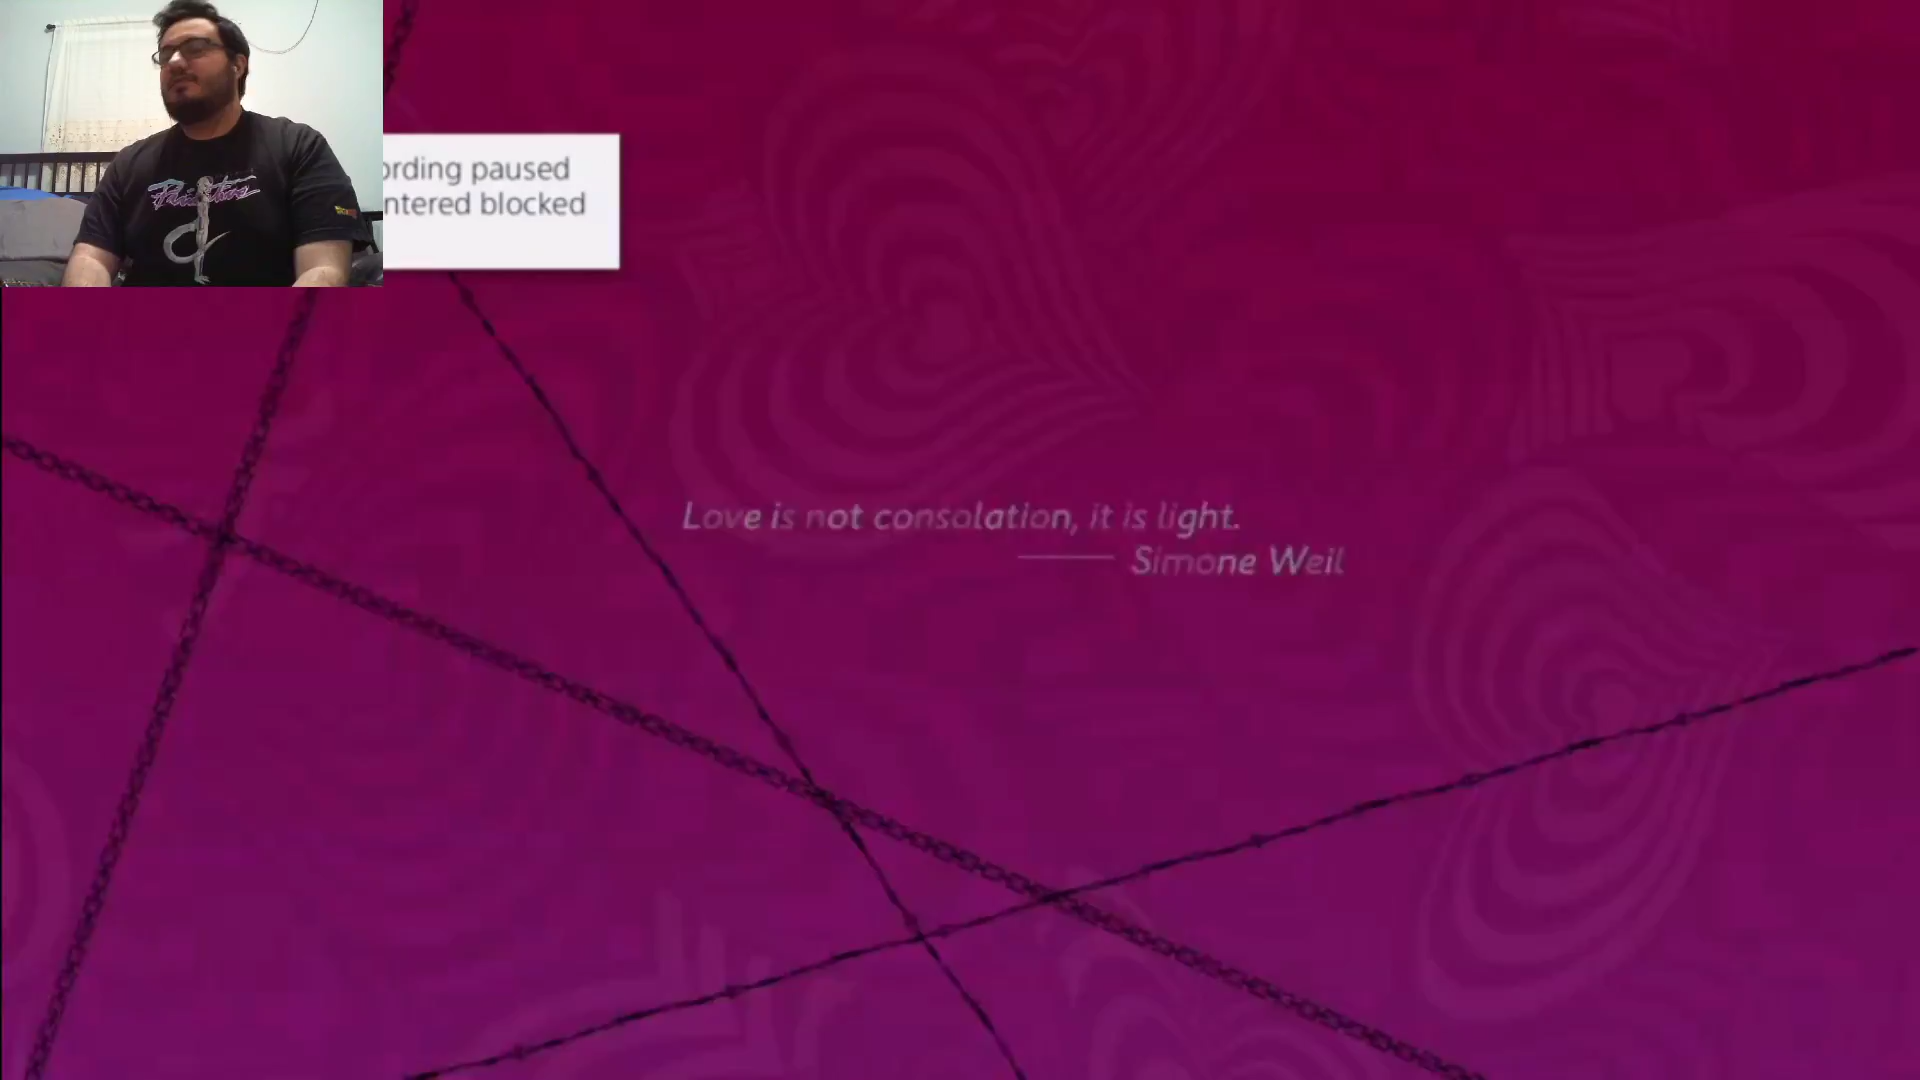 ording paused
ntered blocked
Love is not consolation, it is light.
Simone Weil